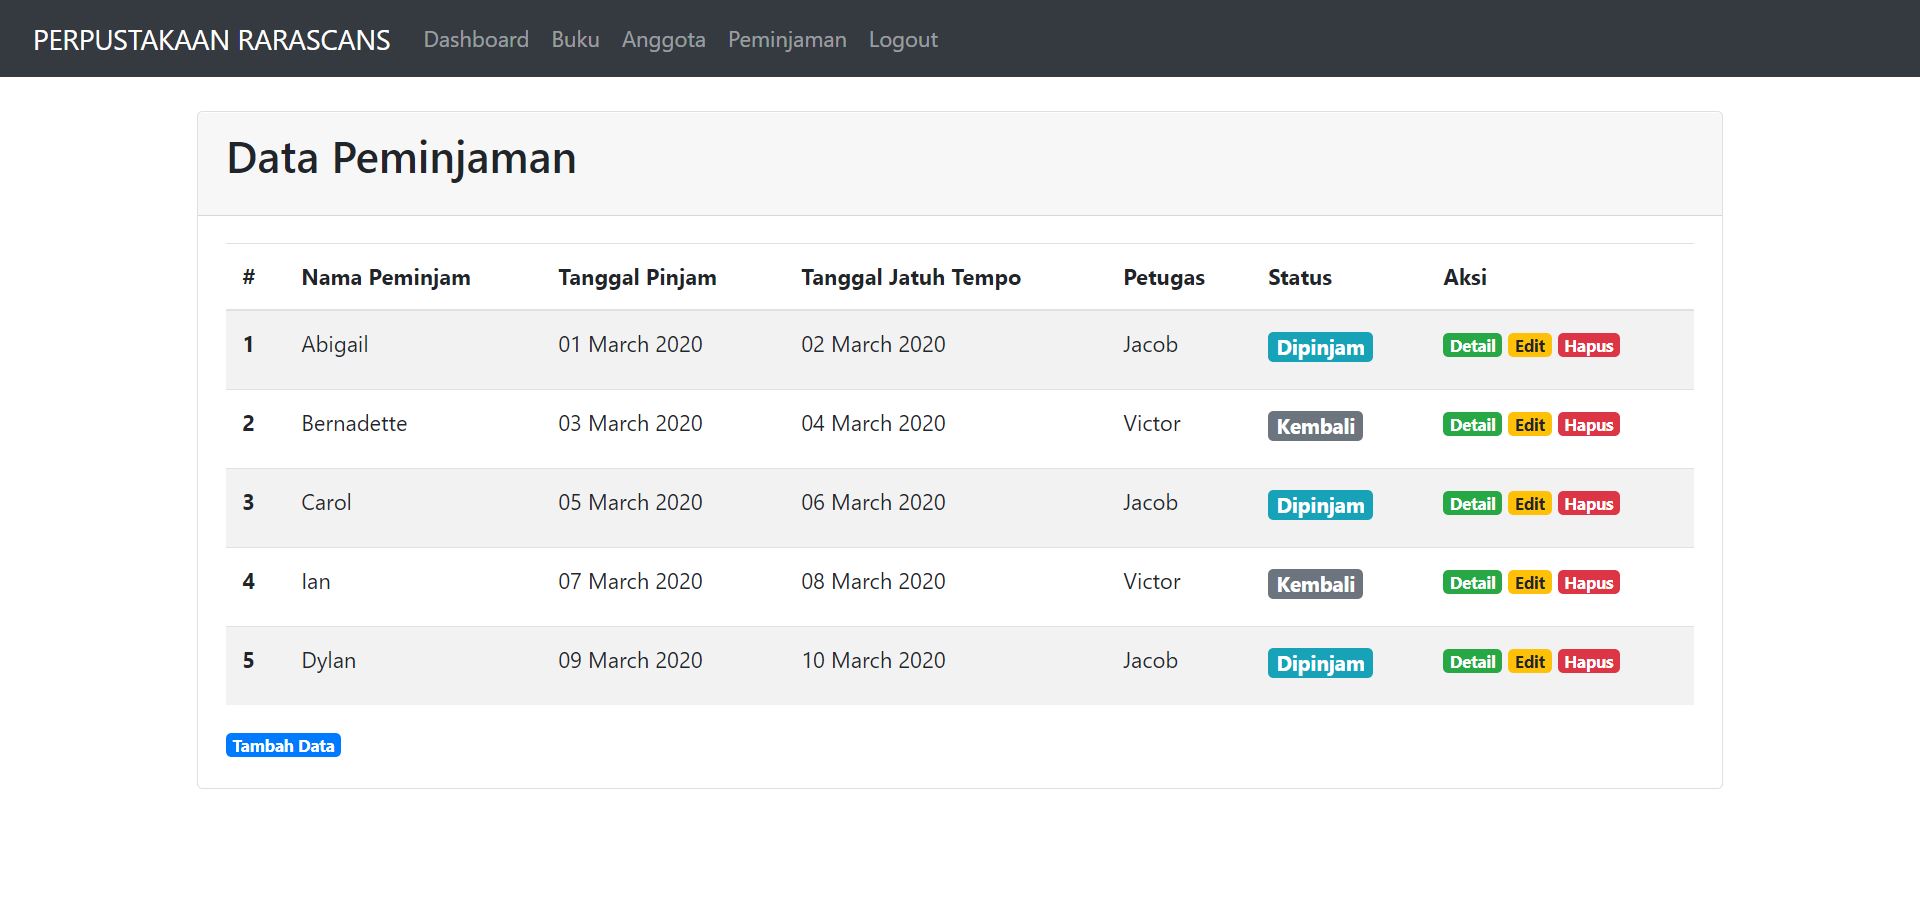 PERPUSTAKAAN RARASCANS Dashboard Buku Anggota Peminjaman Logout
Data Peminjaman
# Nama Peminjam Tanggal Pinjam Tanggal Jatuh Tempo Petugas Status Aksi
1 Abigail 01 March 2020 02 March 2020 Jacob Dipinjam Detail Edit Hapus
2 Bernadette 03 March 2020 04 March 2020 Victor Kembali Detail Edit Hapus
3 Carol 05 March 2020 06 March 2020 Jacob Dipinjam Detail Edit Hapus
4 Ian 07 March 2020 08 March 2020 Victor Kembali Detail Edit Hapus
5 Dylan 09 March 2020 10 March 2020 Jacob Dipinjam Detail Edit Hapus
Tambah Data